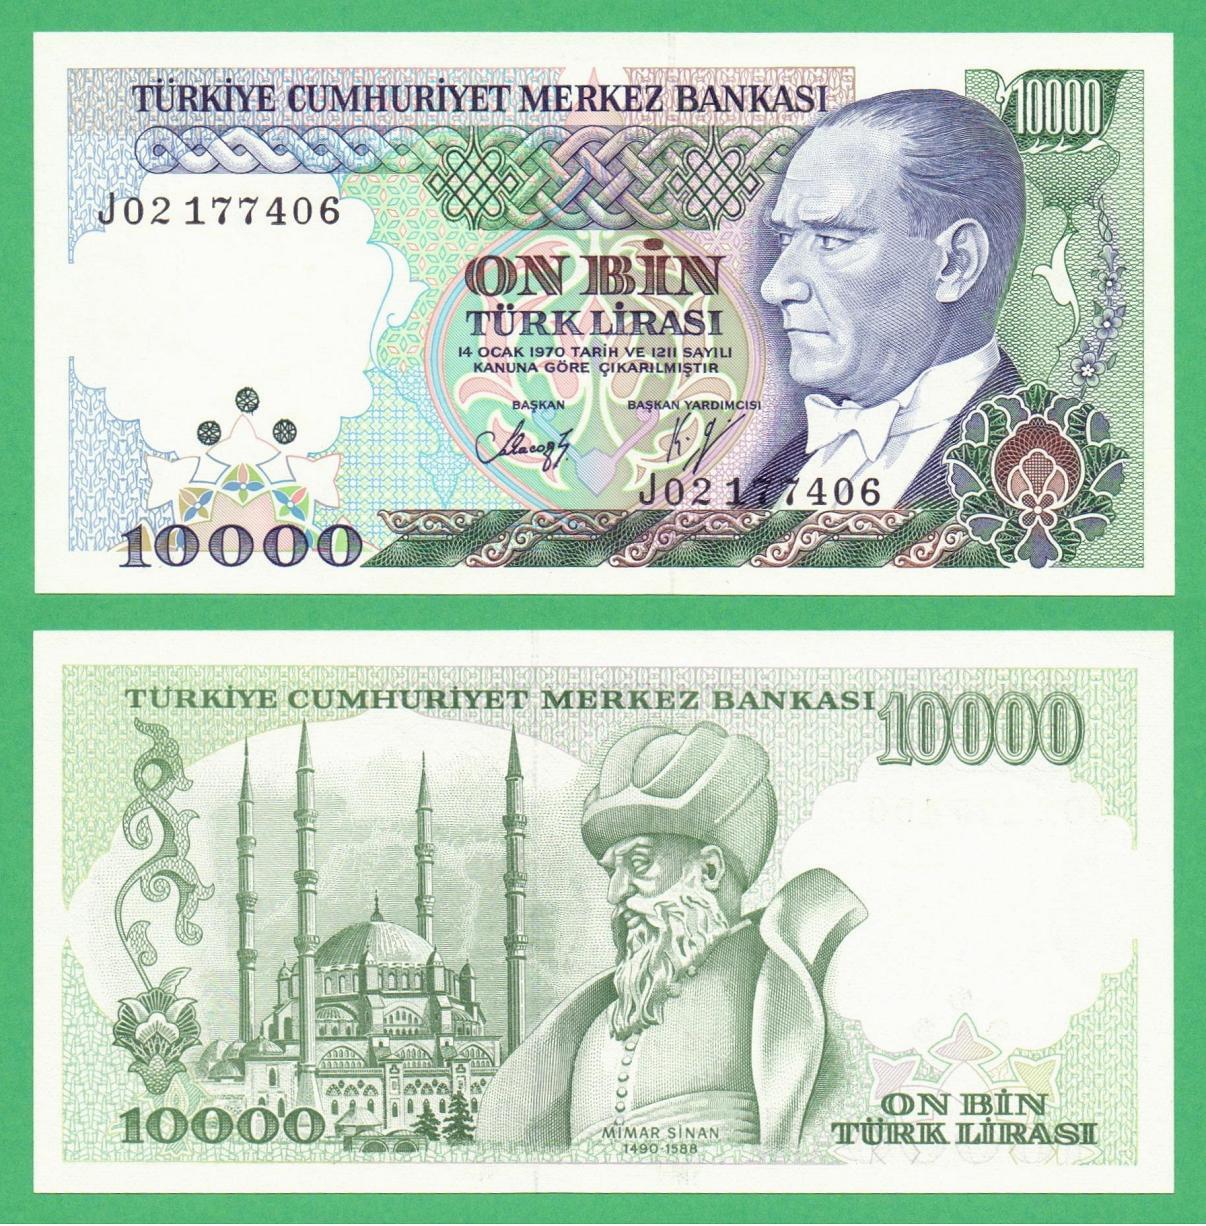 TÜRKİYE CUMHURİYET MERKEZ BANKASI
10000
J02 177406
ON BİN
TÜRK LİRASI
14 OCAK 1970 TARİH VE 1211 SAYILI
KANUNA GÖRE ÇIKARILMIŞTIR
BAŞKAN BAŞKAN YARDIMCISI
J02 177406
10000
TÜRKİYE CUMHURİYET MERKEZ BANKASI
10000
10000
MİMAR SİNAN
1490-1588
ON BİN
TÜRK LİRASI